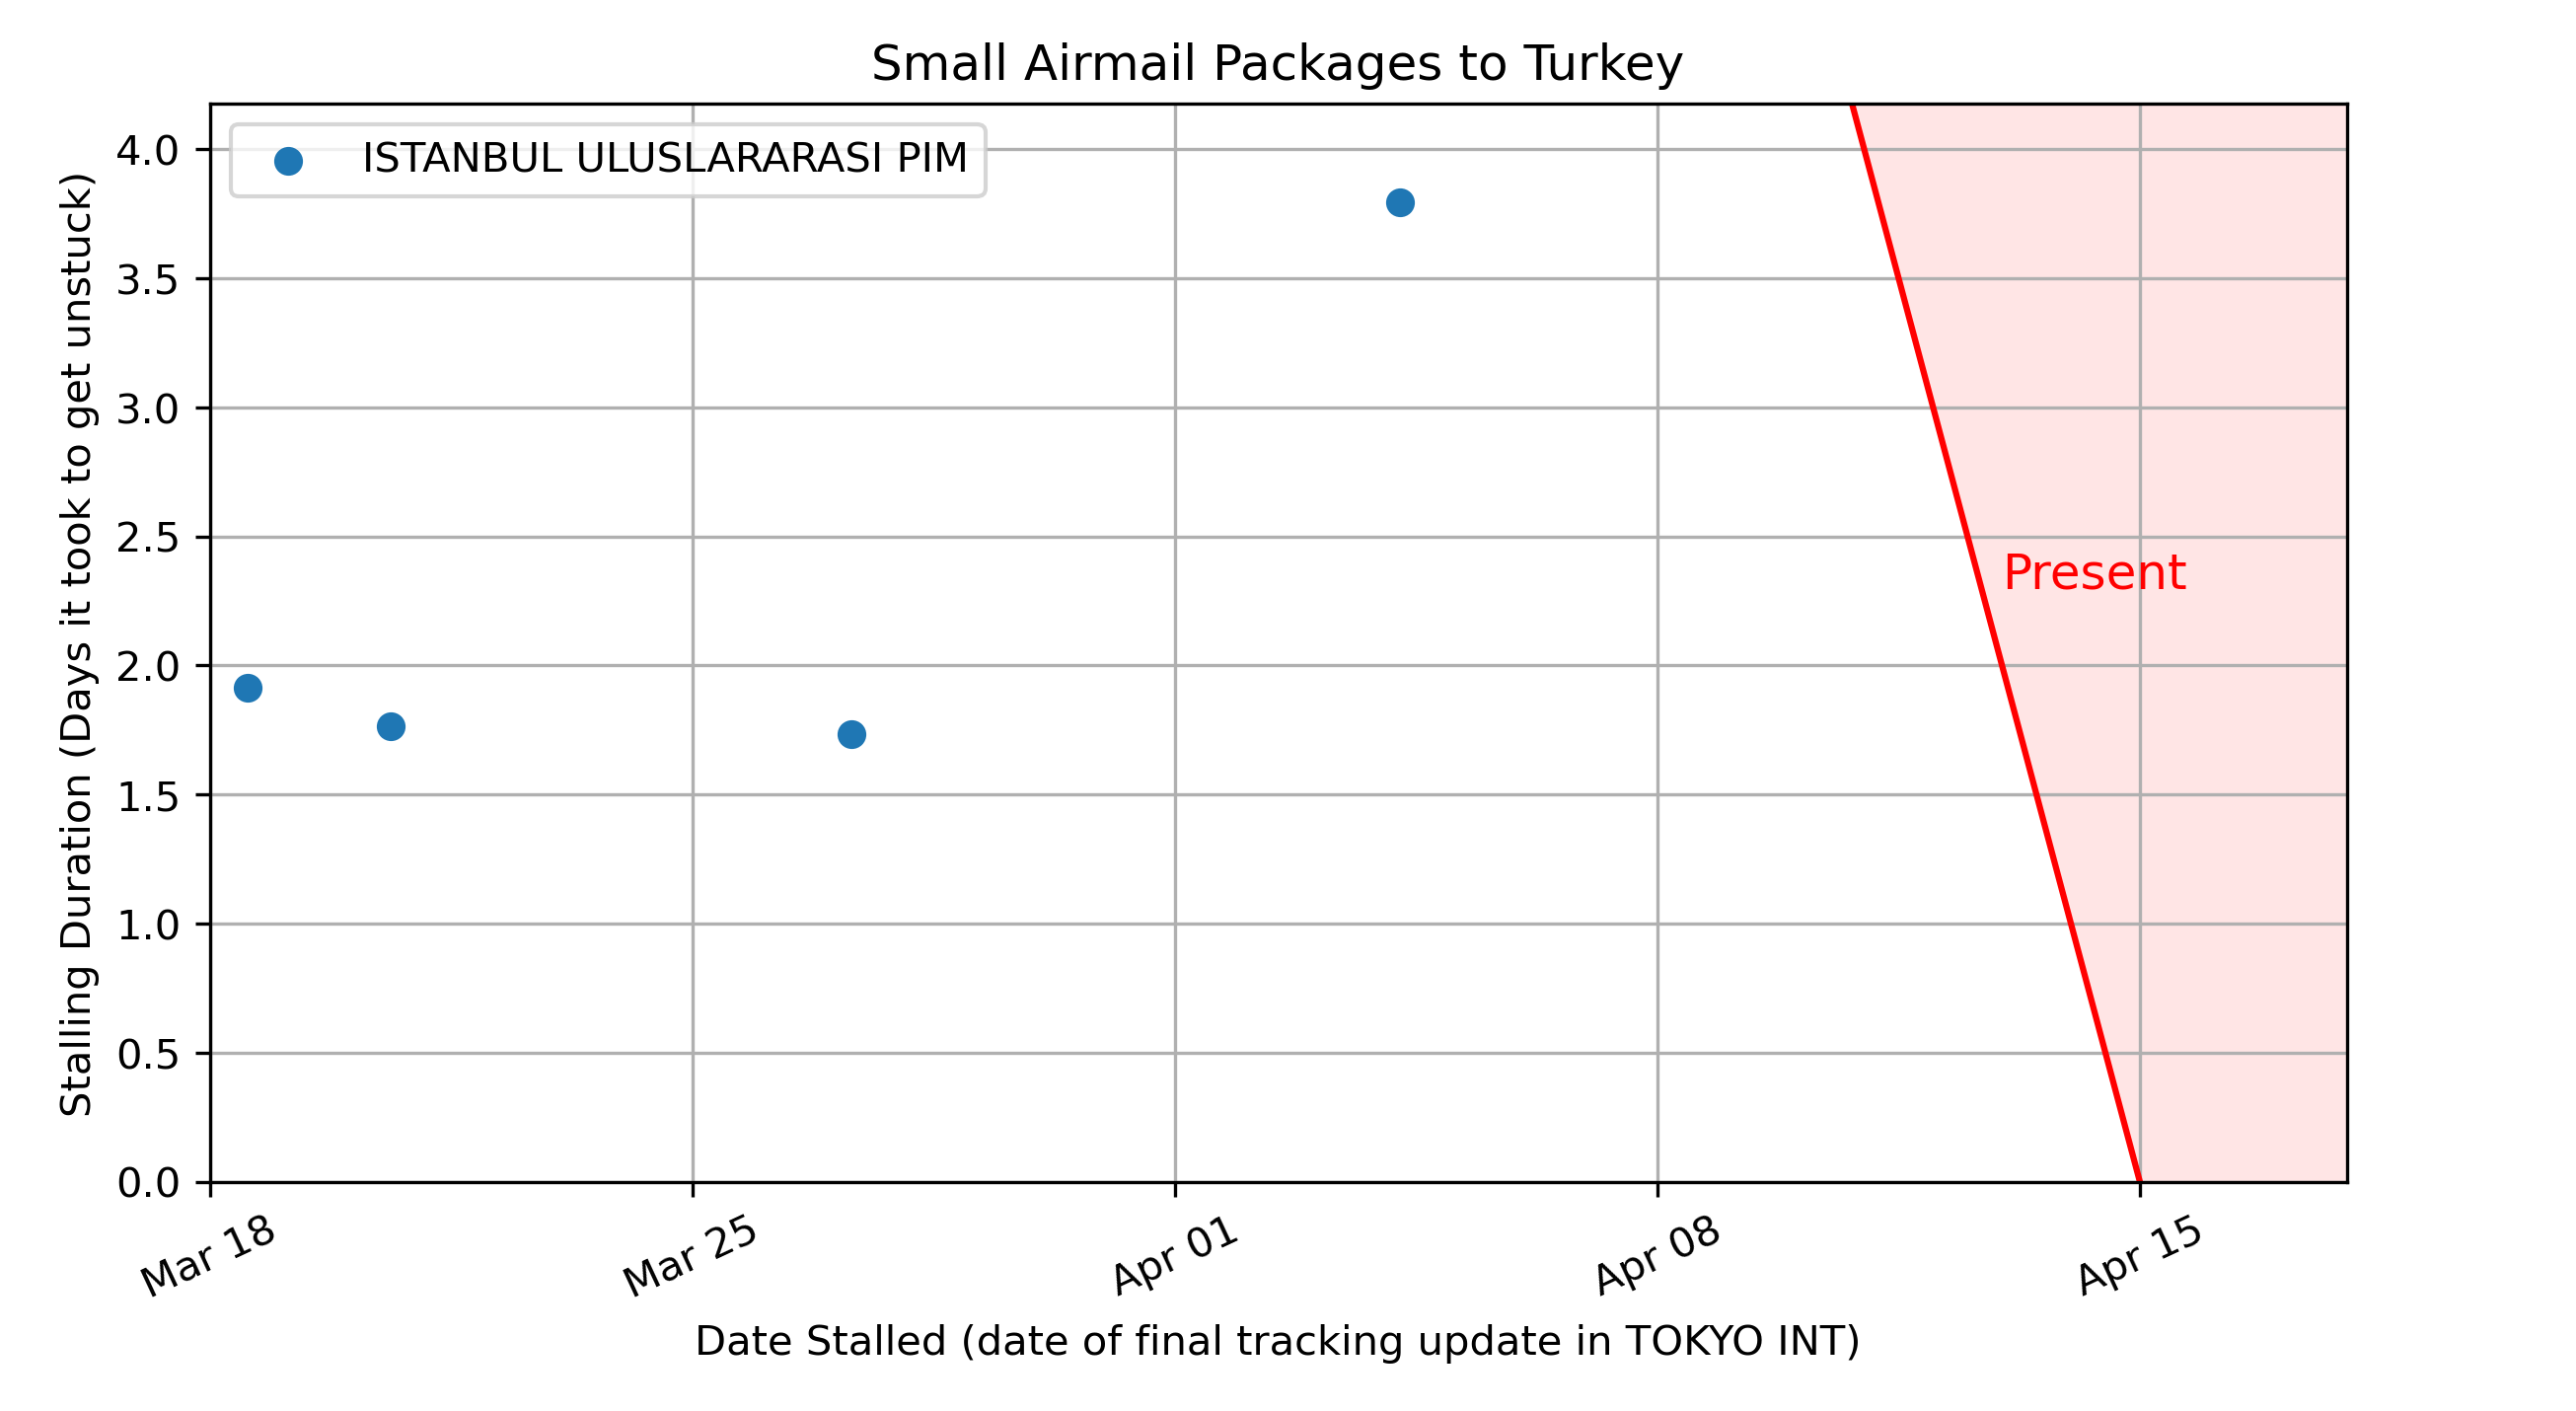 Small Airmail Packages to Turkey
ISTANBUL ULUSLARARASI PIM
Stalling Duration (Days it took to get unstuck)
4.0
3.5
3.0
2.5
2.0
1.5
1.0
0.5
0.0
Present
Mar 18
Mar 25
Apr 01
Apr 08
Apr 15
Date Stalled (date of final tracking update in TOKYO INT)